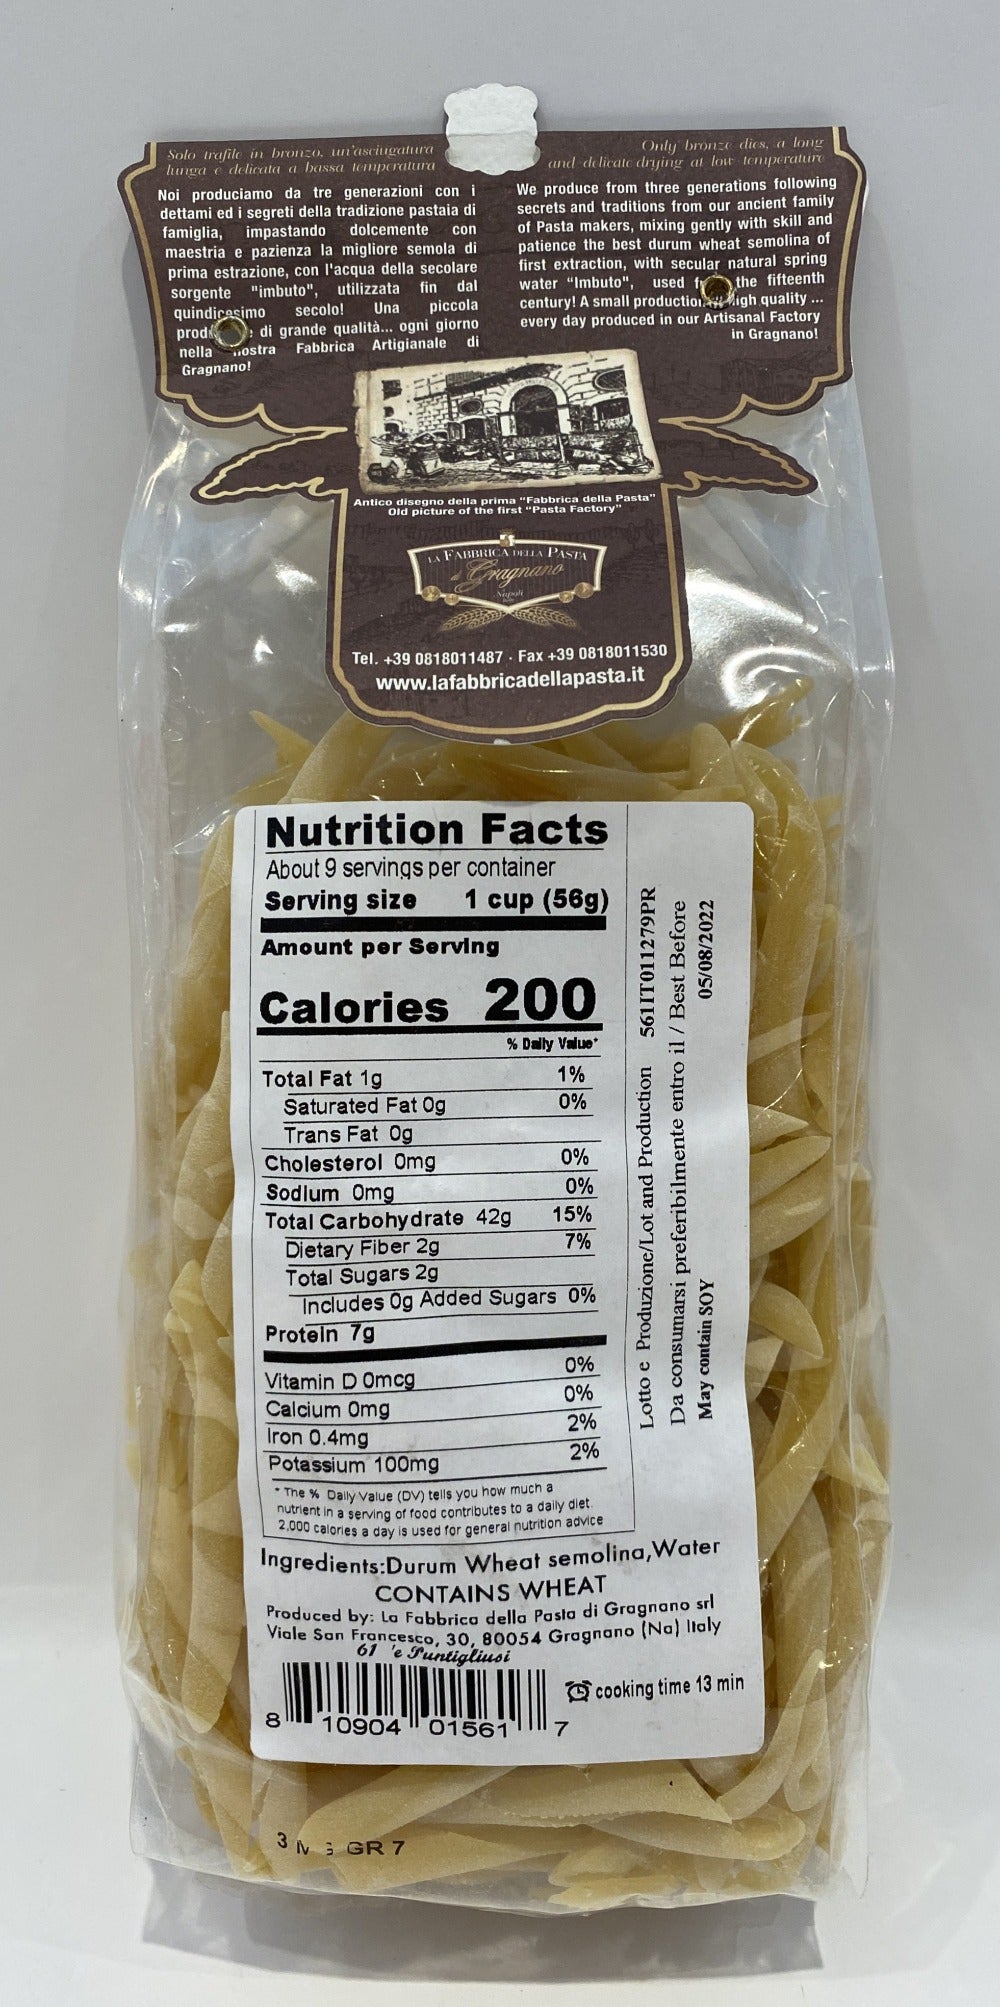 Solo trafile in bronzo, un'asciugatura
lunga e delicata a bassa temperatura
Noi produciamo da tre generazioni con i
dettami ed i segreti della tradizione pastaia di
famiglia, impastando dolcemente con
maestria e pazienza la migliore semola di
prima estrazione, con l'acqua della secolare
sorgente "imbuto", utilizzata fin dal
quindicesimo secolo! Una piccola
di grande qualità... ogni giorno
nella nostra Fabbrica Artigianale di
Gragnano!
Only bronze dies, a long
and delicate drying at low temperature
We produce from three generations following
secrets and traditions from our ancient family
of Pasta makers, mixing gently with skill and
patience the best durum wheat semolina of
first extraction, with secular natural spring
water "Imbuto", used the fifteenth
century! A small production high quality ...
every day produced in our Artisanal Factory
in Gragnano!
Antico disegno della prima "Fabbrica della Pasta"
Old picture of the first "Pasta Factory"
LA FABBRICA DELLA PASTA
di Gragnano
Napoli
Tel. +39 0818011487 · Fax +39 0818011530
www.lafabbricadellapasta.it
Nutrition Facts
About 9 servings per container
Serving size 1 cup (56g)
Amount per Serving
Calories 200
% Daily Value*
Total Fat 1g 1%
Saturated Fat 0g 0%
Trans Fat 0g
Cholesterol 0mg 0%
Sodium 0mg 0%
Total Carbohydrate 42g 15%
Dietary Fiber 2g 7%
Total Sugars 2g
Includes 0g Added Sugars 0%
Protein 7g
Vitamin D 0mcg 0%
Calcium 0mg 0%
Iron 0.4mg 2%
Potassium 100mg 2%
* The % Daily Value (DV) tells you how much a
nutrient in a serving of food contributes to a daily diet.
2,000 calories a day is used for general nutrition advice
Lotto e Produzione/Lot and Production 561IT011279PR
Da consumarsi preferibilmente entro il / Best Before
May contain SOY 05/08/2022
Ingredients:Durum Wheat semolina,Water
CONTAINS WHEAT
Produced by: La Fabbrica della Pasta di Gragnano srl
Viale San Francesco, 30, 80054 Gragnano (Na) Italy
61 'e Puntigliusi
cooking time 13 min
8 10904 01561 7
GR 7